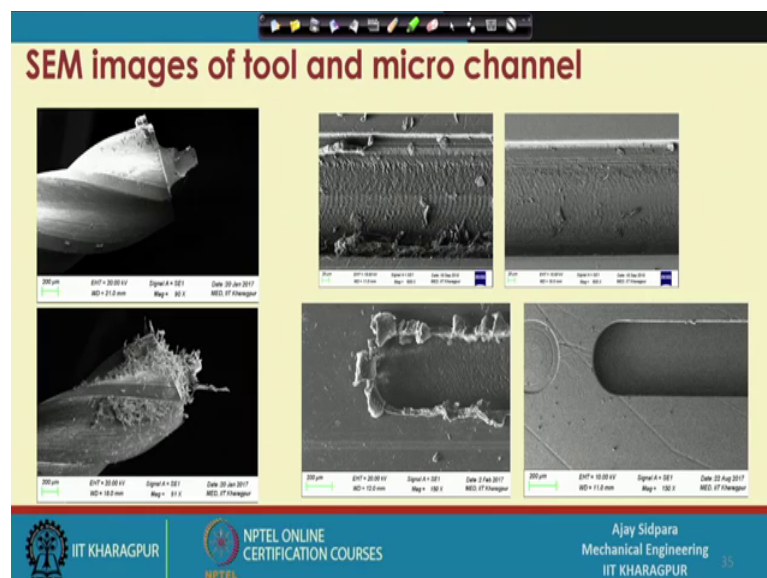 SEM images of tool and micro channel
200 µm
EHT = 20.00 kV
WD = 21.0 mm
Signal A = SE1
Mag = 90 X
Date :20 Jan 2017
MED, IIT Kharagpur
200 µm
EHT = 20.00 kV
WD = 18.0 mm
Signal A = SE1
Mag = 91 X
Date :20 Jan 2017
MED, IIT Kharagpur
200 µm
EHT = 20.00 kV
WD = 12.0 mm
Signal A = SE1
Mag = 150 X
Date :2 Feb 2017
MED, IIT Kharagpur
200 µm
EHT = 10.00 kV
WD = 11.0 mm
Signal A = SE1
Mag = 150 X
Date :23 Aug 2017
MED, IIT Kharagpur
IIT KHARAGPUR
NPTEL ONLINE
CERTIFICATION COURSES
NPTEL
Ajay Sidpara
Mechanical Engineering
IIT KHARAGPUR
35